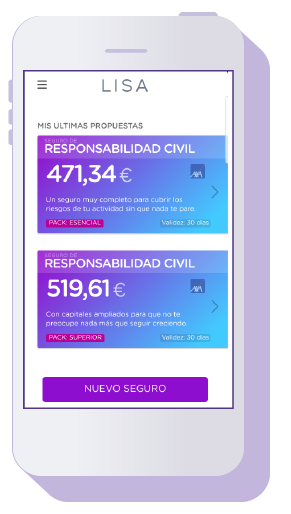 LISA
MIS ULTIMAS PROPUESTAS
SEGURO DE
RESPONSABILIDAD CIVIL
471,34 €
AXA
Un seguro muy completo para cubrir los
riesgos de tu actividad sin que nada te pare.
PACK: ESENCIAL
Validez: 30 días
SEGURO DE
RESPONSABILIDAD CIVIL
519,61 €
AXA
Con capitales ampliados para que no te
preocupe nada más que seguir creciendo.
PACK: SUPERIOR
Validez: 30 días
NUEVO SEGURO